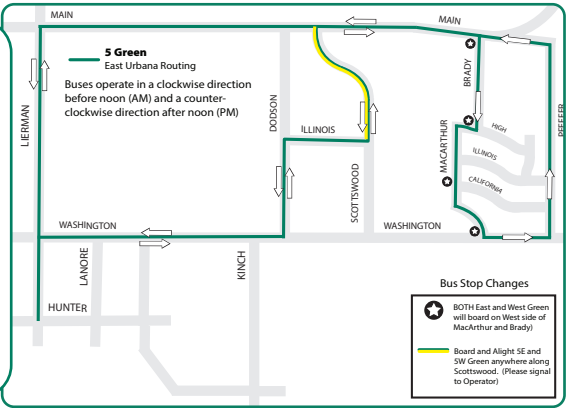 MAIN
MAIN
5 Green
East Urbana Routing
Buses operate in a clockwise direction
before noon (AM) and a counter-
clockwise direction after noon (PM)
LIERMAN
DODSON
BRADY
PFEFFER
ILLINOIS
MACARTHUR
HIGH
ILLINOIS
CALIFORNIA
SCOTTSWOOD
WASHINGTON
WASHINGTON
LANORE
KINCH
HUNTER
Bus Stop Changes
BOTH East and West Green
will board on West side of
MacArthur and Brady)
Board and Alight 5E and
5W Green anywhere along
Scottswood. (Please signal
to Operator)